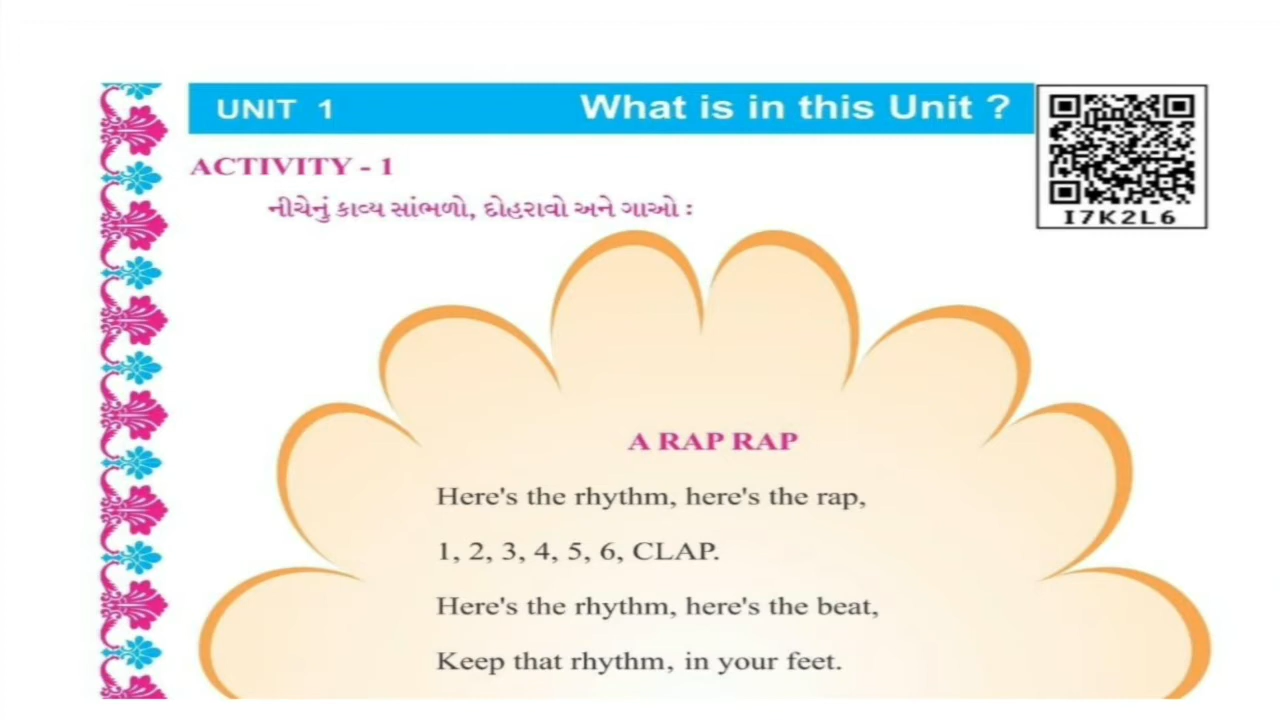 UNIT 1
What is in this Unit ?
I7K2L6
ACTIVITY - 1
નીચેનું કાવ્ય સાંભળો, દોહરાવો અને ગાઓ :
A RAP RAP
Here's the rhythm, here's the rap,
1, 2, 3, 4, 5, 6, CLAP.
Here's the rhythm, here's the beat,
Keep that rhythm, in your feet.